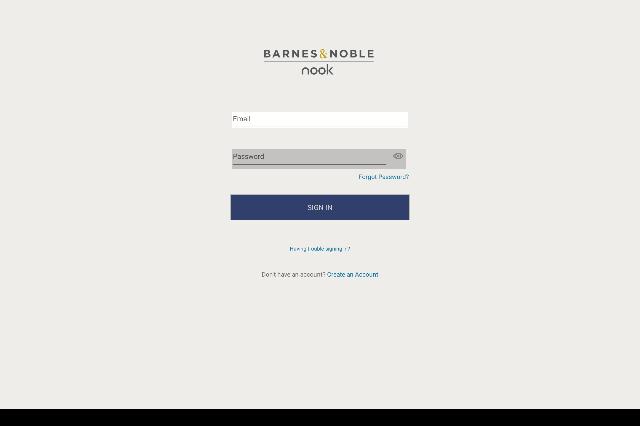 BARNES&NOBLE
nook
Email
Password
Forgot Password?
SIGN IN
Having trouble signing in?
Don't have an account? Create an Account